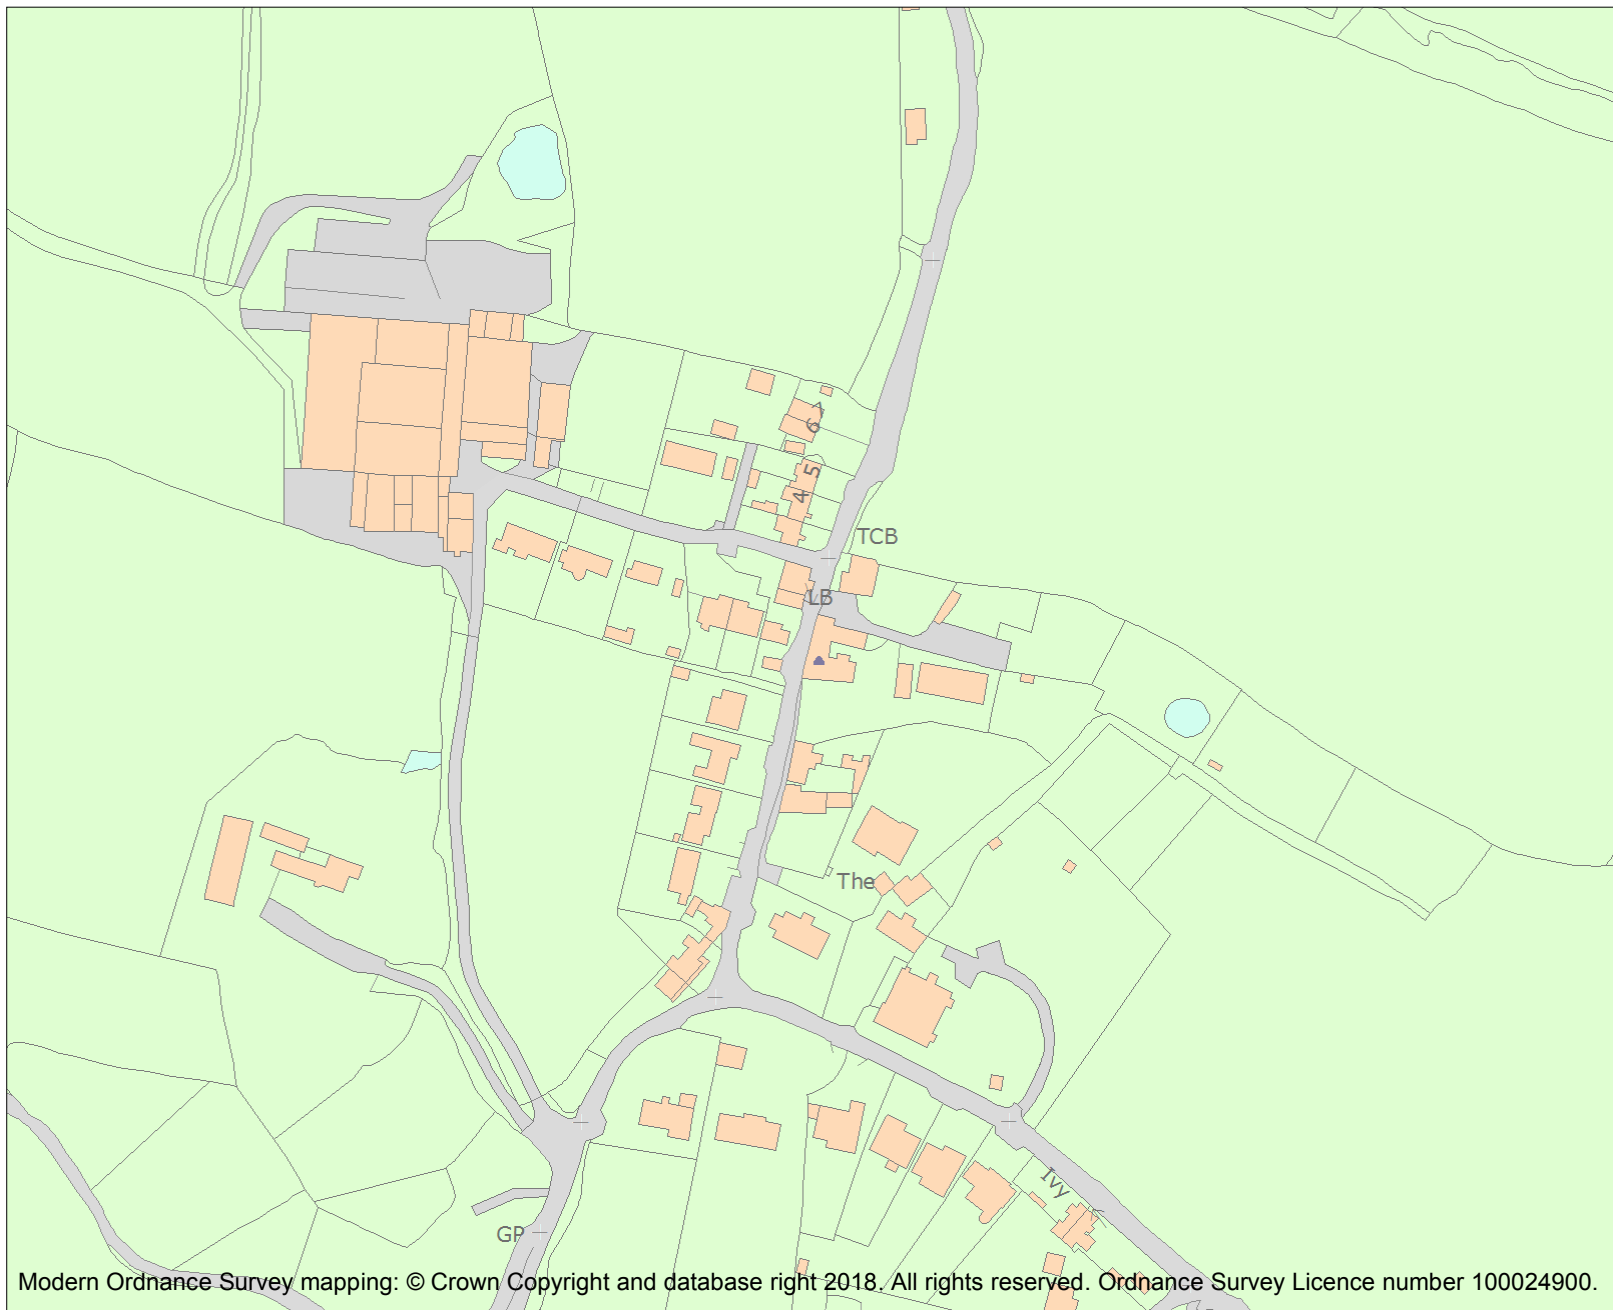 7
6
5
4
TCB
LB
The
Ivy
GP
Modern Ordnance Survey mapping: © Crown Copyright and database right 2018. All rights reserved. Ordnance Survey Licence number 100024900.